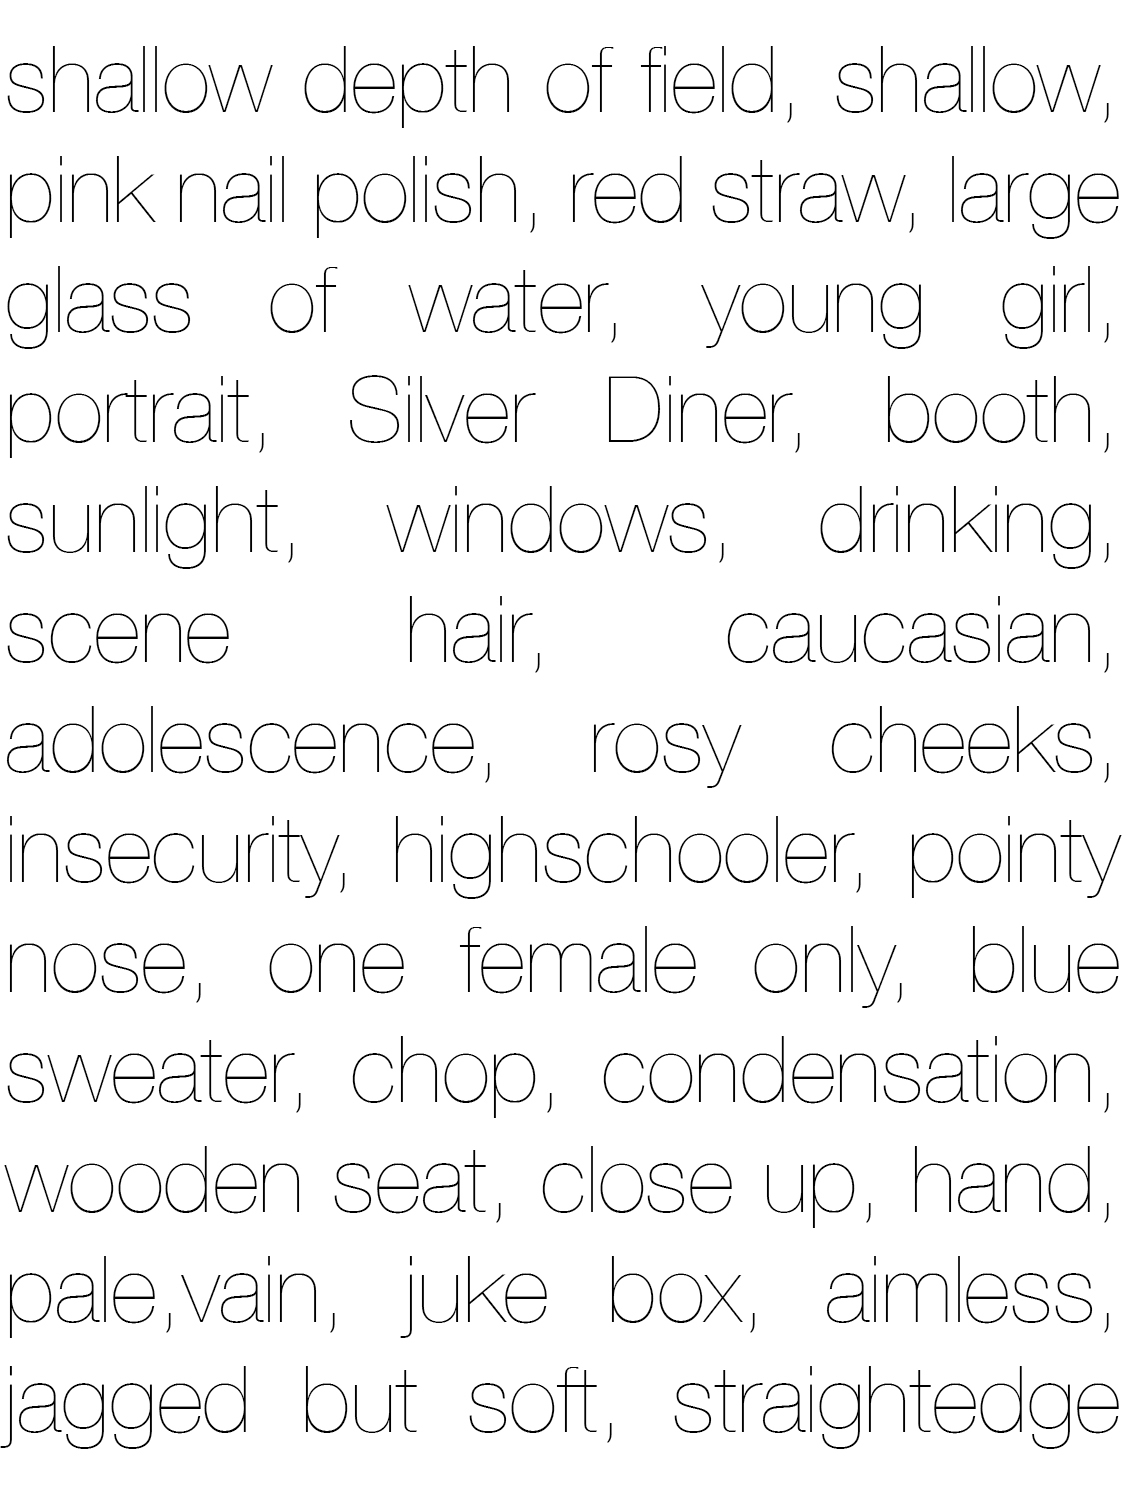 shallow depth of field, shallow,
pink nail polish, red straw, large
glass of water, young girl,
portrait, Silver Diner, booth,
sunlight, windows, drinking,
scene hair, caucasian,
adolescence, rosy cheeks,
insecurity, highschooler, pointy
nose, one female only, blue
sweater, chop, condensation,
wooden seat, close up, hand,
pale,vain, juke box, aimless,
jagged but soft, straightedge